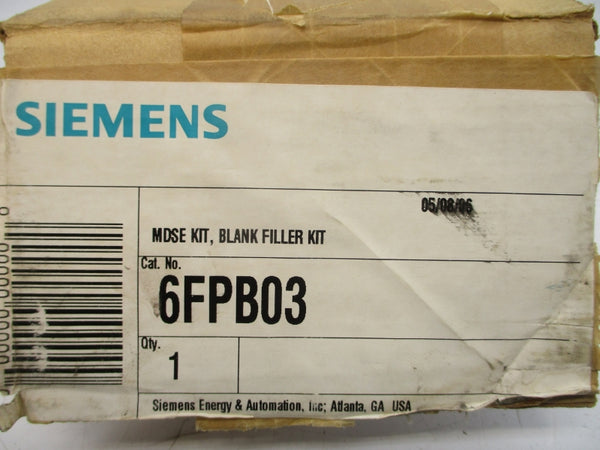 SIEMENS
05/08/06
MDSE KIT, BLANK FILLER KIT
Cat. No.
6FPB03
Qty.
1
Siemens Energy & Automation, Inc; Atlanta, GA USA